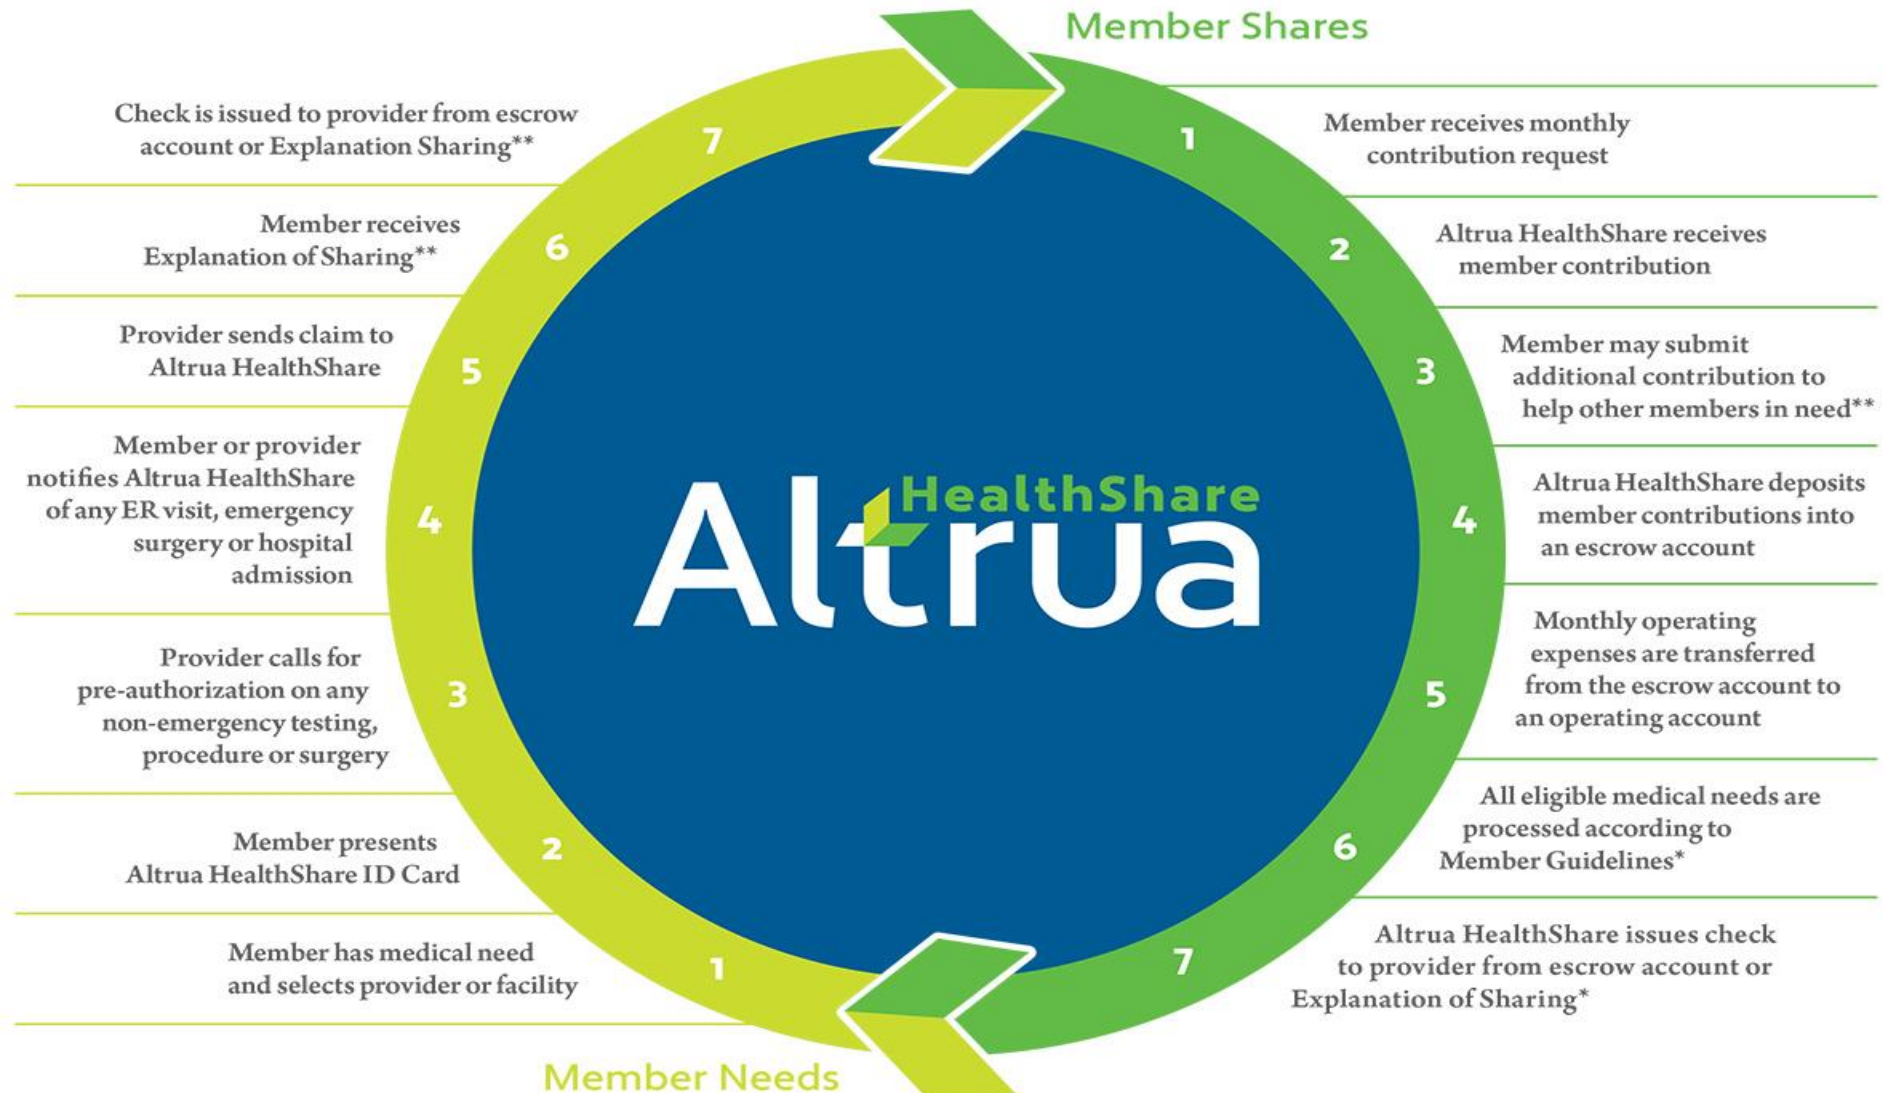 Member Shares
1
Member receives monthly
contribution request
2
Altrua HealthShare receives
member contribution
3
Member may submit
additional contribution to
help other members in need**
4
Altrua HealthShare deposits
member contributions into
an escrow account
5
Monthly operating
expenses are transferred
from the escrow account to
an operating account
6
All eligible medical needs are
processed according to
Member Guidelines*
7
Altrua HealthShare issues check
to provider from escrow account or
Explanation of Sharing*
Member Needs
1
Member has medical need
and selects provider or facility
2
Member presents
Altrua HealthShare ID Card
3
Provider calls for
pre-authorization on any
non-emergency testing,
procedure or surgery
4
Member or provider
notifies Altrua HealthShare
of any ER visit, emergency
surgery or hospital
admission
5
Provider sends claim to
Altrua HealthShare
6
Member receives
Explanation of Sharing**
7
Check is issued to provider from escrow
account or Explanation Sharing**
HealthShare
Altrua